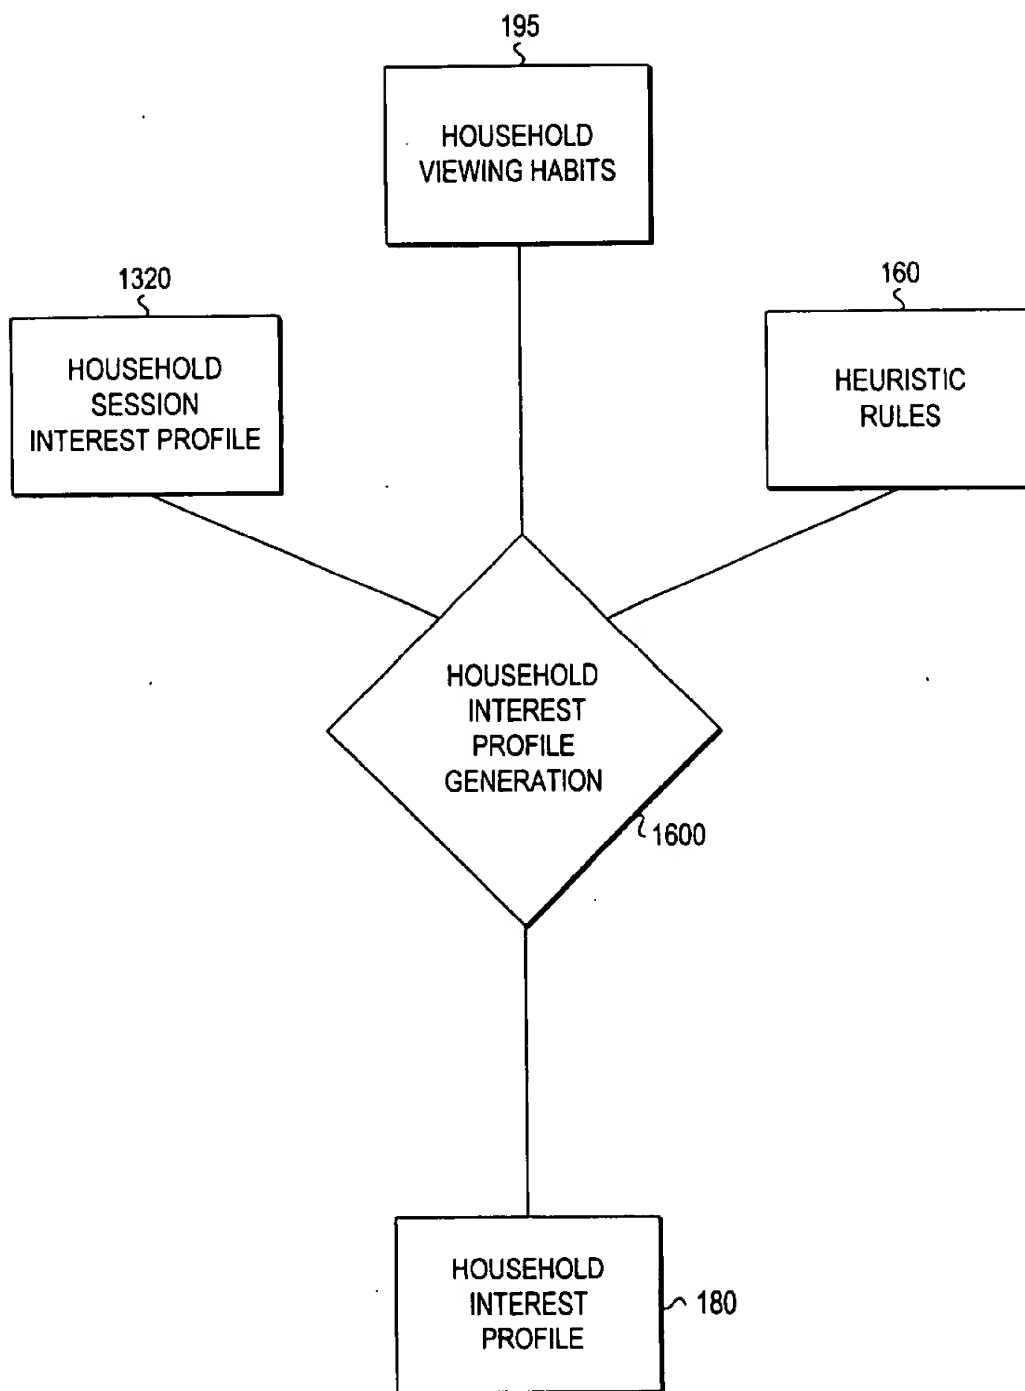 195
HOUSEHOLD
VIEWING HABITS
1320
HOUSEHOLD
SESSION
INTEREST PROFILE
160
HEURISTIC
RULES
HOUSEHOLD
INTEREST
PROFILE
GENERATION
1600
HOUSEHOLD
INTEREST
PROFILE
180